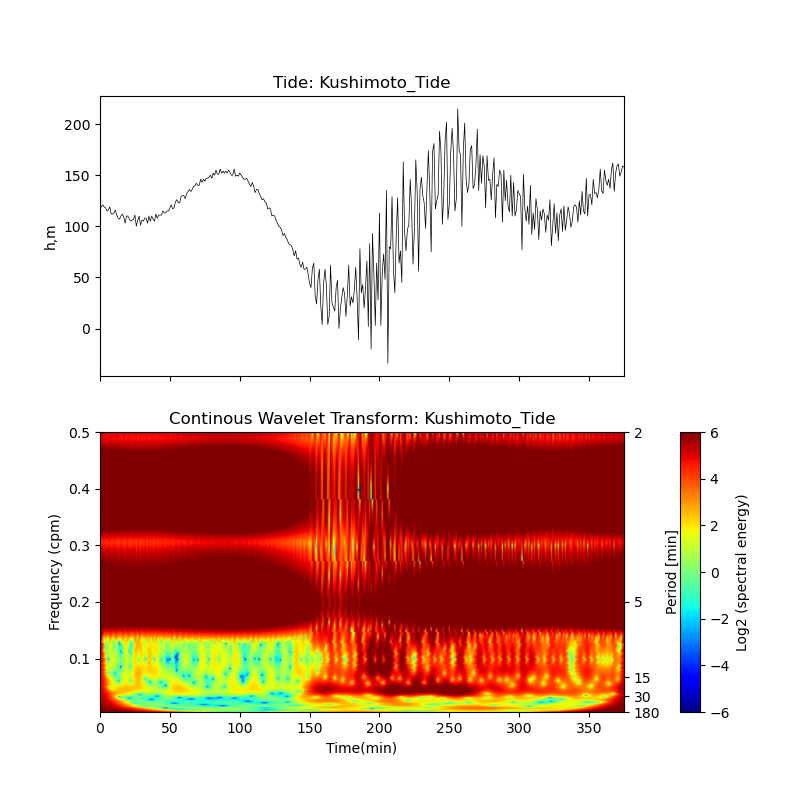 Tide: Kushimoto_Tide
200
150
100
50
0
h,m
Continous Wavelet Transform: Kushimoto_Tide
0.5
0.4
0.3
0.2
0.1
Frequency (cpm)
0 50 100 150 200 250 300 350
Time(min)
2
5
15
30
180
Period [min]
6
4
2
0
−2
−4
−6
Log2 (spectral energy)